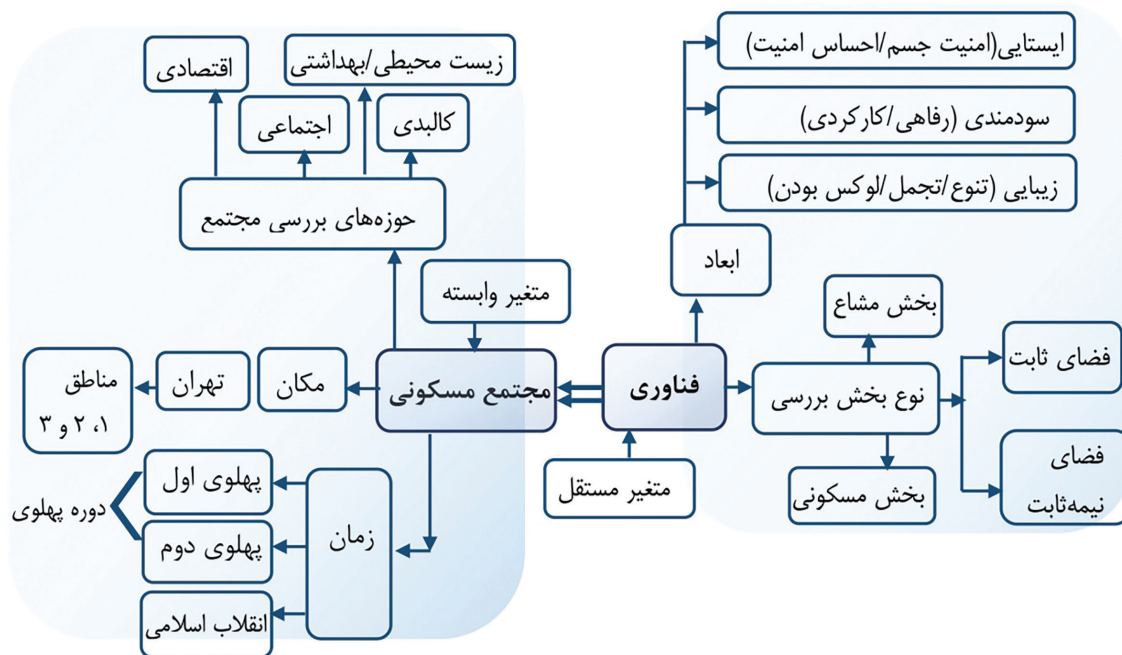 ایستایی(امنیت جسم/احساس امنیت)
سودمندی (رفاهی/کارکردی)
زیبایی (تنوع/تجمل/لوکس بودن)
ابعاد
بخش مشاع
فضای ثابت
فناوری
نوع بخش بررسی
فضای
نیمه‌ثابت
بخش مسکونی
متغیر مستقل
زیست محیطی/بهداشتی
اقتصادی
کالبدی
اجتماعی
حوزه‌های بررسی مجتمع
متغیر وابسته
مجتمع مسکونی
مکان
تهران
مناطق
۱، ۲ و ۳
زمان
پهلوی اول
دوره پهلوی
پهلوی دوم
انقلاب اسلامی